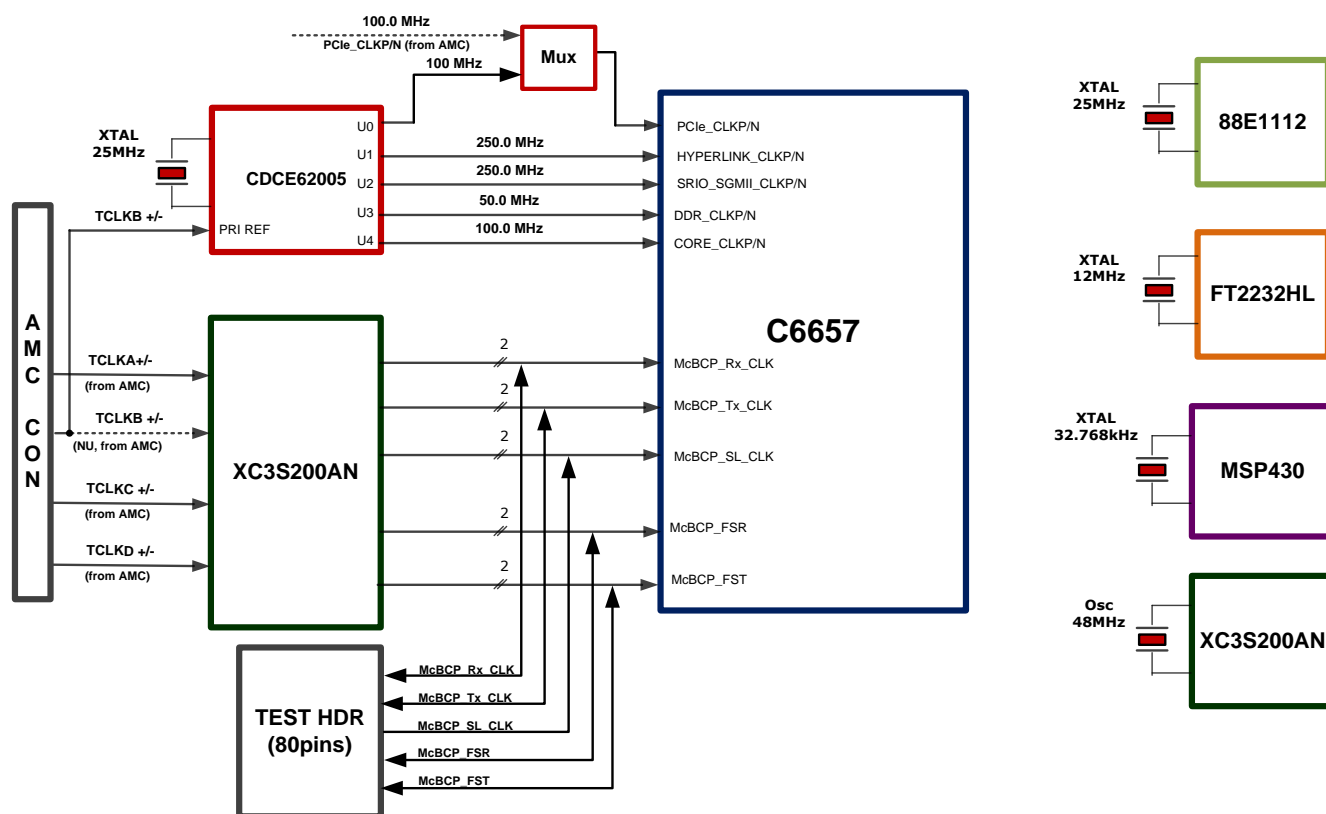 100.0 MHz
PCIe_CLKP/N (from AMC)
100 MHz
Mux
XTAL
25MHz
CDCE62005
U0
U1
U2
U3
U4
PRI REF
TCLKB +/-
250.0 MHz
250.0 MHz
50.0 MHz
100.0 MHz
PCIe_CLKP/N
HYPERLINK_CLKP/N
SRIO_SGMII_CLKP/N
DDR_CLKP/N
CORE_CLKP/N
C6657
AMC CON
TCLKA+/-
(from AMC)
TCLKB +/-
(NU, from AMC)
TCLKC +/-
(from AMC)
TCLKD +/-
(from AMC)
XC3S200AN
2
2
2
2
2
McBCP_Rx_CLK
McBCP_Tx_CLK
McBCP_SL_CLK
McBCP_FSR
McBCP_FST
TEST HDR
(80pins)
McBCP_Rx_CLK
McBCP_Tx_CLK
McBCP_SL_CLK
McBCP_FSR
McBCP_FST
XTAL
25MHz
88E1112
XTAL
12MHz
FT2232HL
XTAL
32.768kHz
MSP430
Osc
48MHz
XC3S200AN